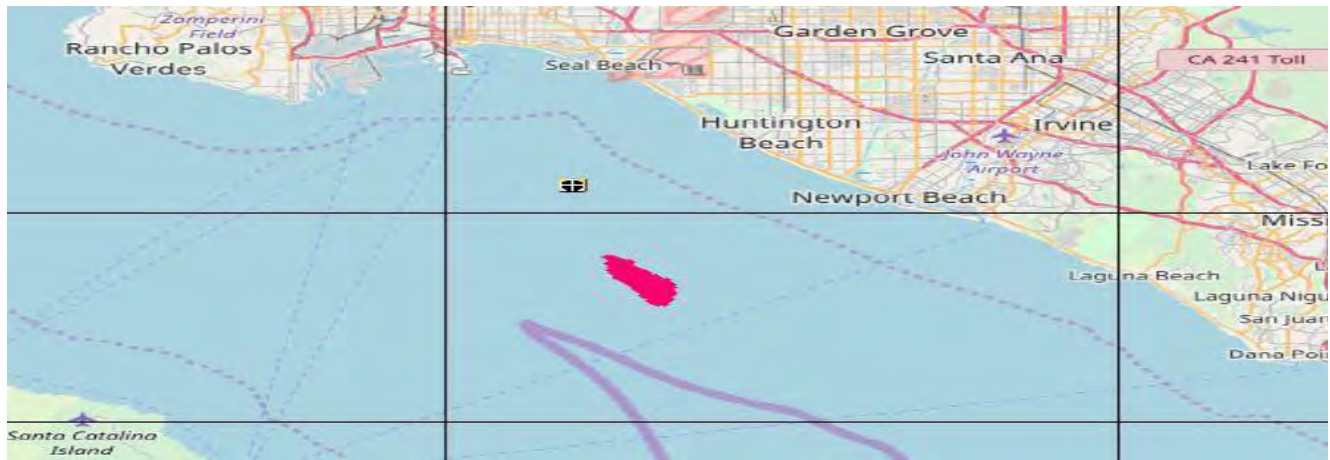 Zamperini
Field
Rancho Palos
Verdes
Seal Beach
Garden Grove
Santa Ana
CA 241 Toll
Huntington
Beach
Irvine
John Wayne
Airport
Lake Fo
Newport Beach
Missi
Laguna Beach
Laguna Nigu
San Juan
Dana Poi
Santa Catalina
Island